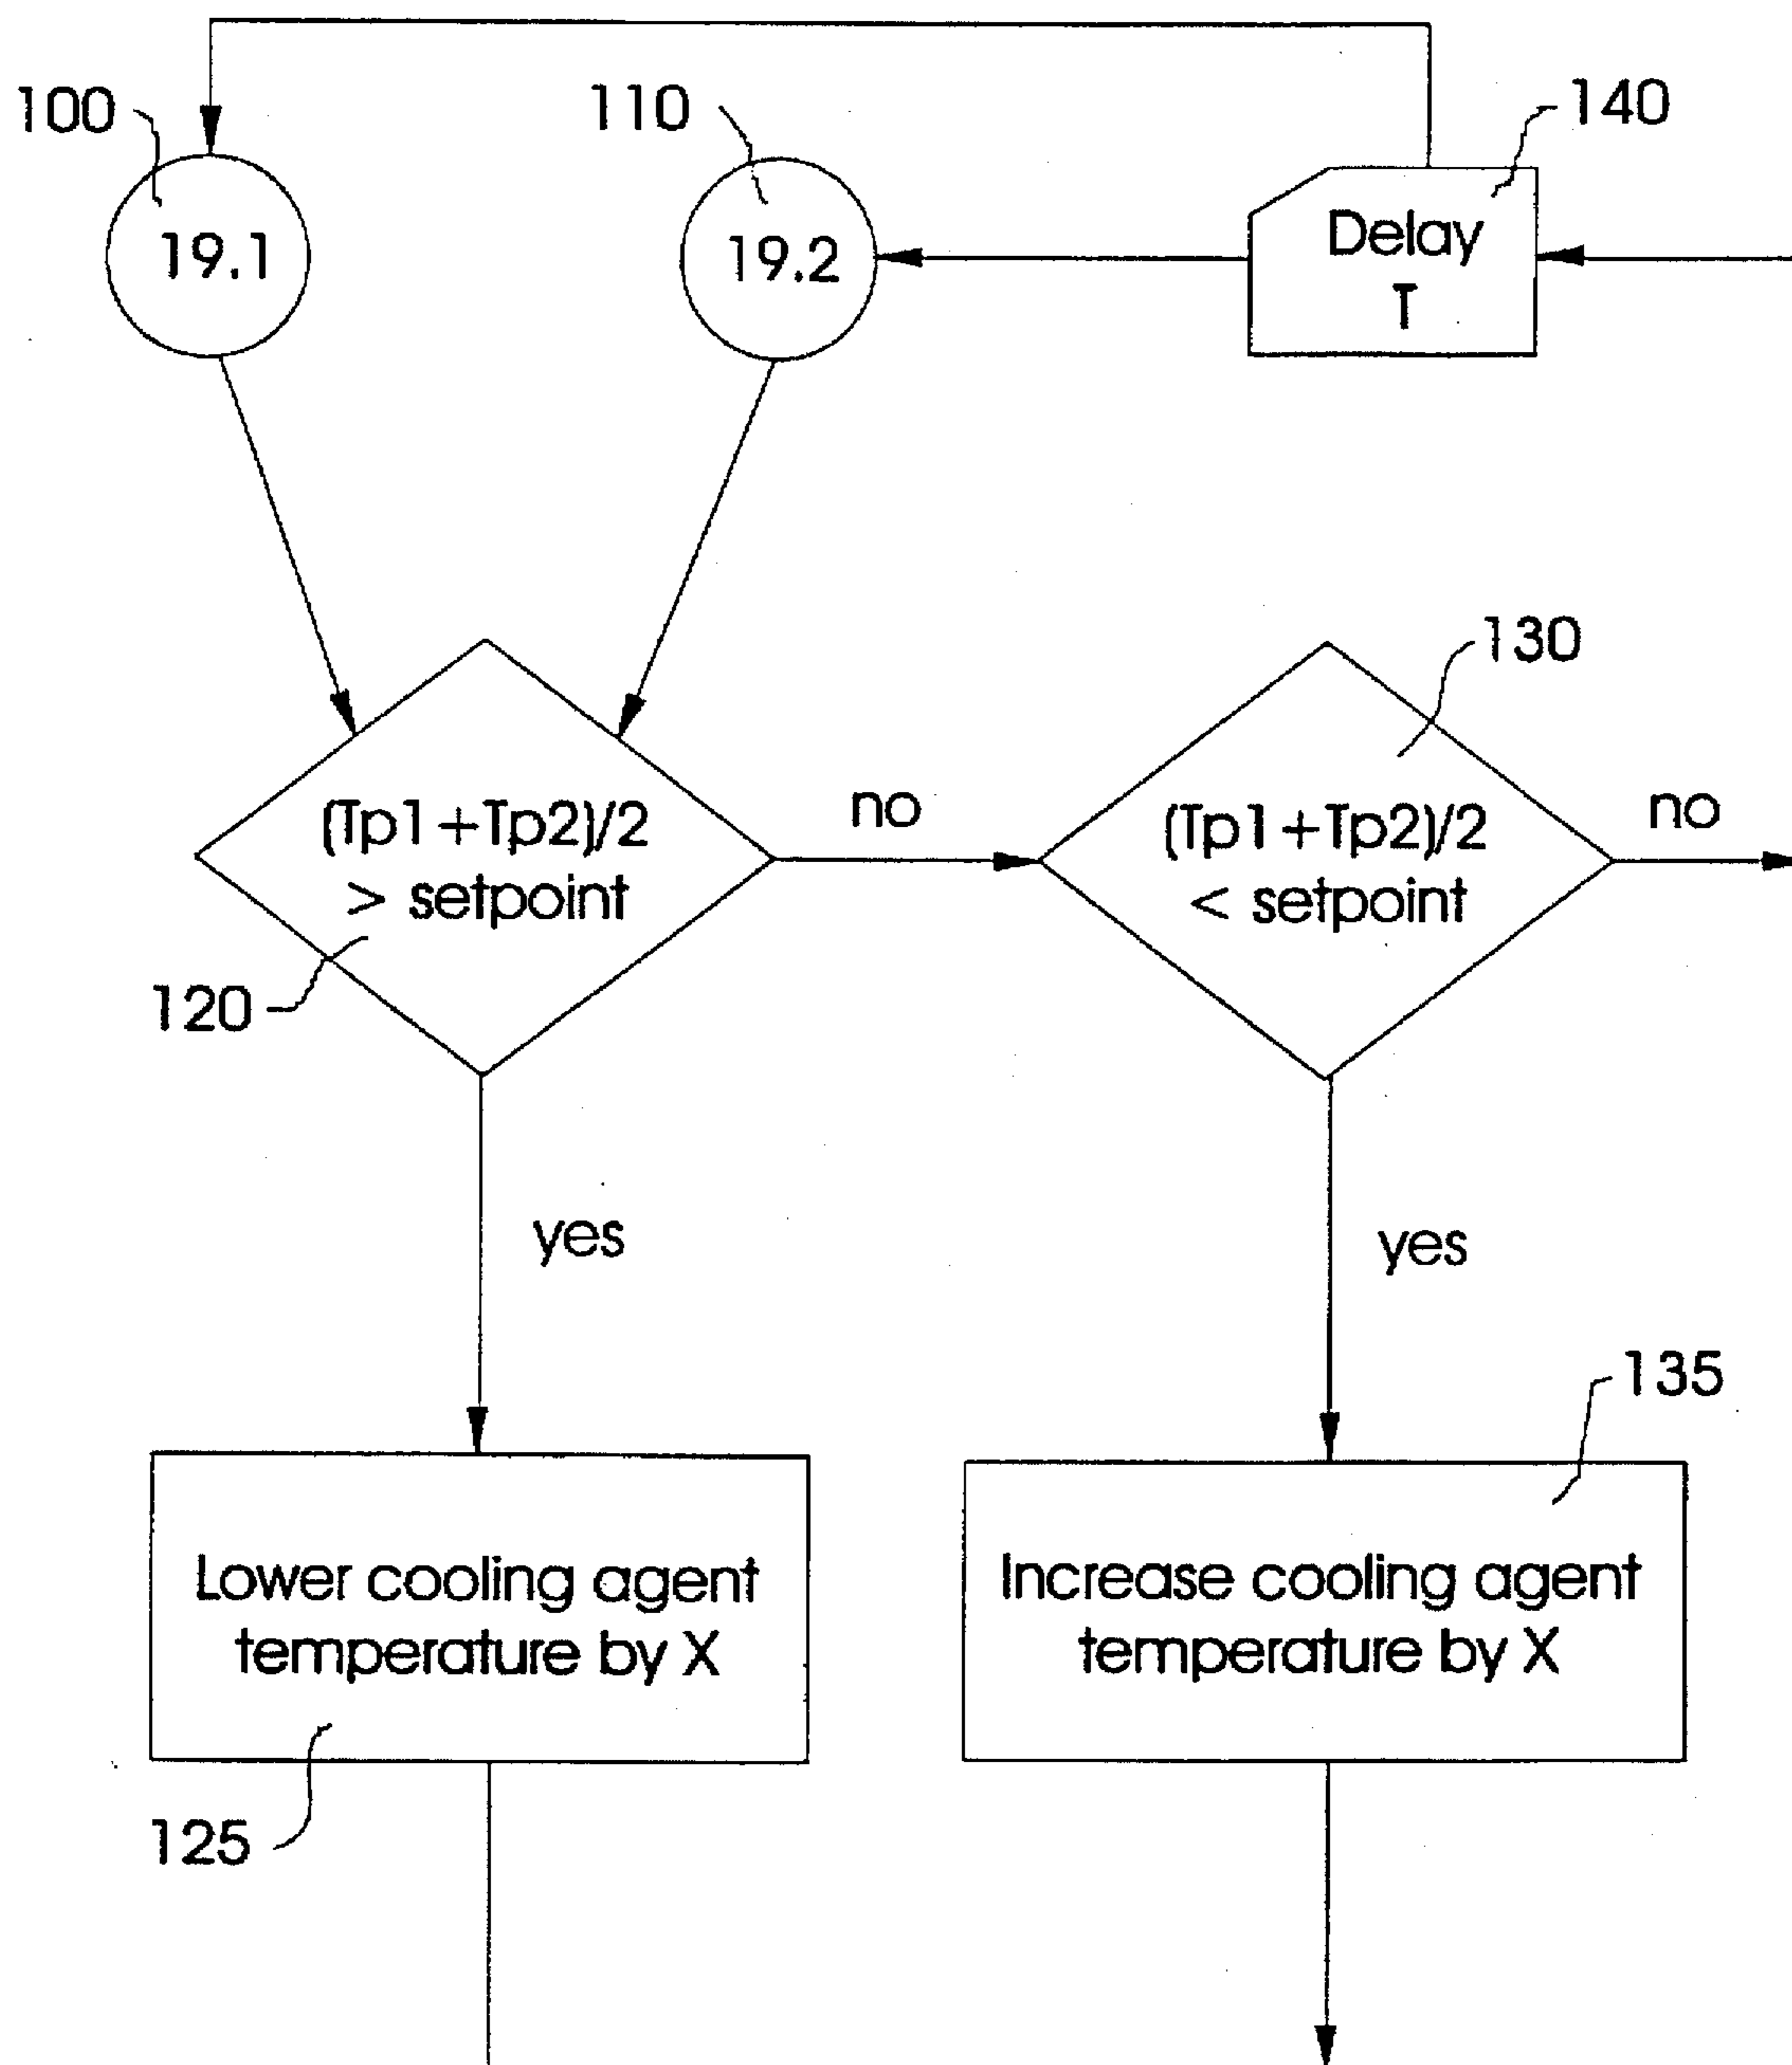 100
110
140
19.1
19.2
Delay
T
130
(Tp1+Tp2)/2
> setpoint
no
(Tp1+Tp2)/2
< setpoint
no
120
yes
yes
135
Lower cooling agent
temperature by X
Increase cooling agent
temperature by X
125